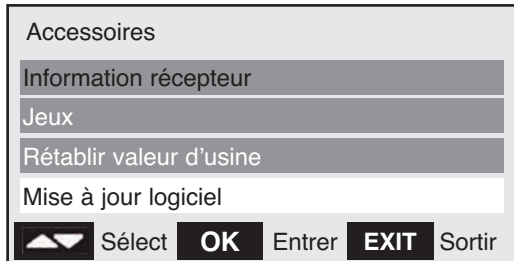 Accessoires
Information récepteur
Jeux
Rétablir valeur d'usine
Mise à jour logiciel
Sélect OK Entrer EXIT Sortir